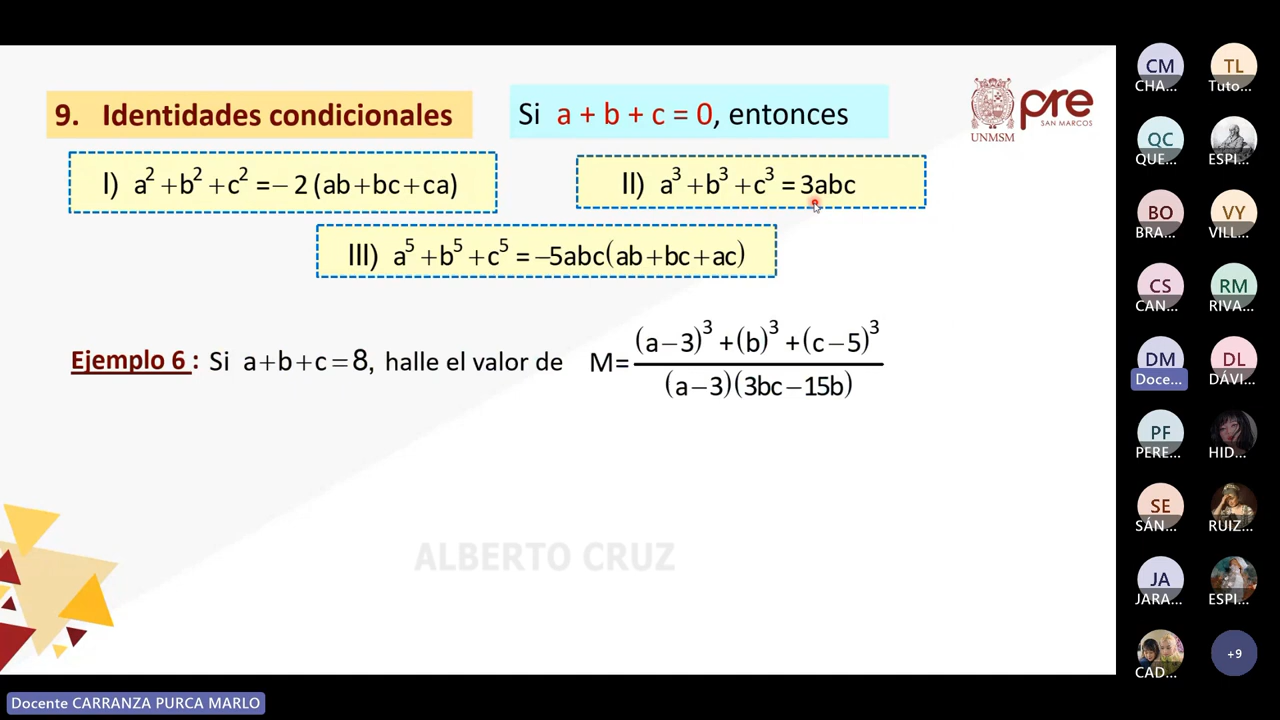 9. Identidades condicionales
Si a + b + c = 0, entonces
pre
SAN MARCOS
UNMSM
I) a² + b² + c² = – 2 (ab + bc + ca)
II) a³ + b³ + c³ = 3abc
III) a⁵ + b⁵ + c⁵ = –5abc(ab + bc + ac)
Ejemplo 6 : Si a + b + c = 8, halle el valor de M = ((a – 3)³ + (b)³ + (c – 5)³) / ((a – 3)(3bc – 15b))
ALBERTO CRUZ
CM TL
CHA... Tuto...
QC
QUE... ESPI...
BO VY
BRA... VILL...
CS RM
CAN... RIVA...
DM DL
Doce... DÁVI...
PF
PERE... HID...
SE
SÁN... RUIZ...
JA
JARA... ESPI...
+9
CAD...
Docente CARRANZA PURCA MARLO